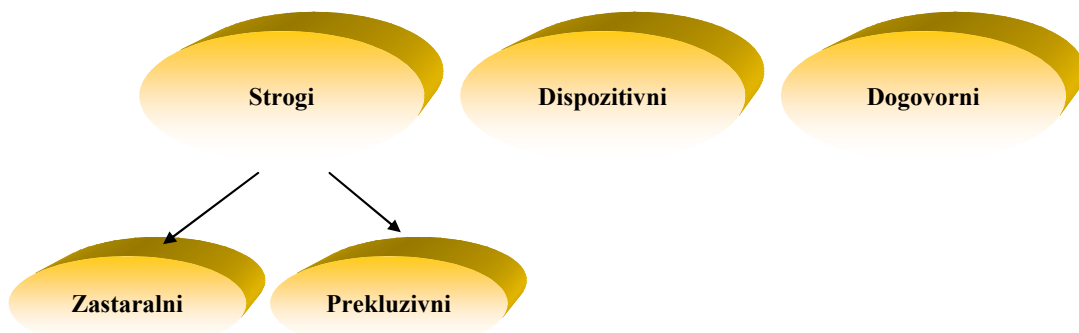 Strogi
Dispozitivni
Dogovorni
Zastaralni
Prekluzivni